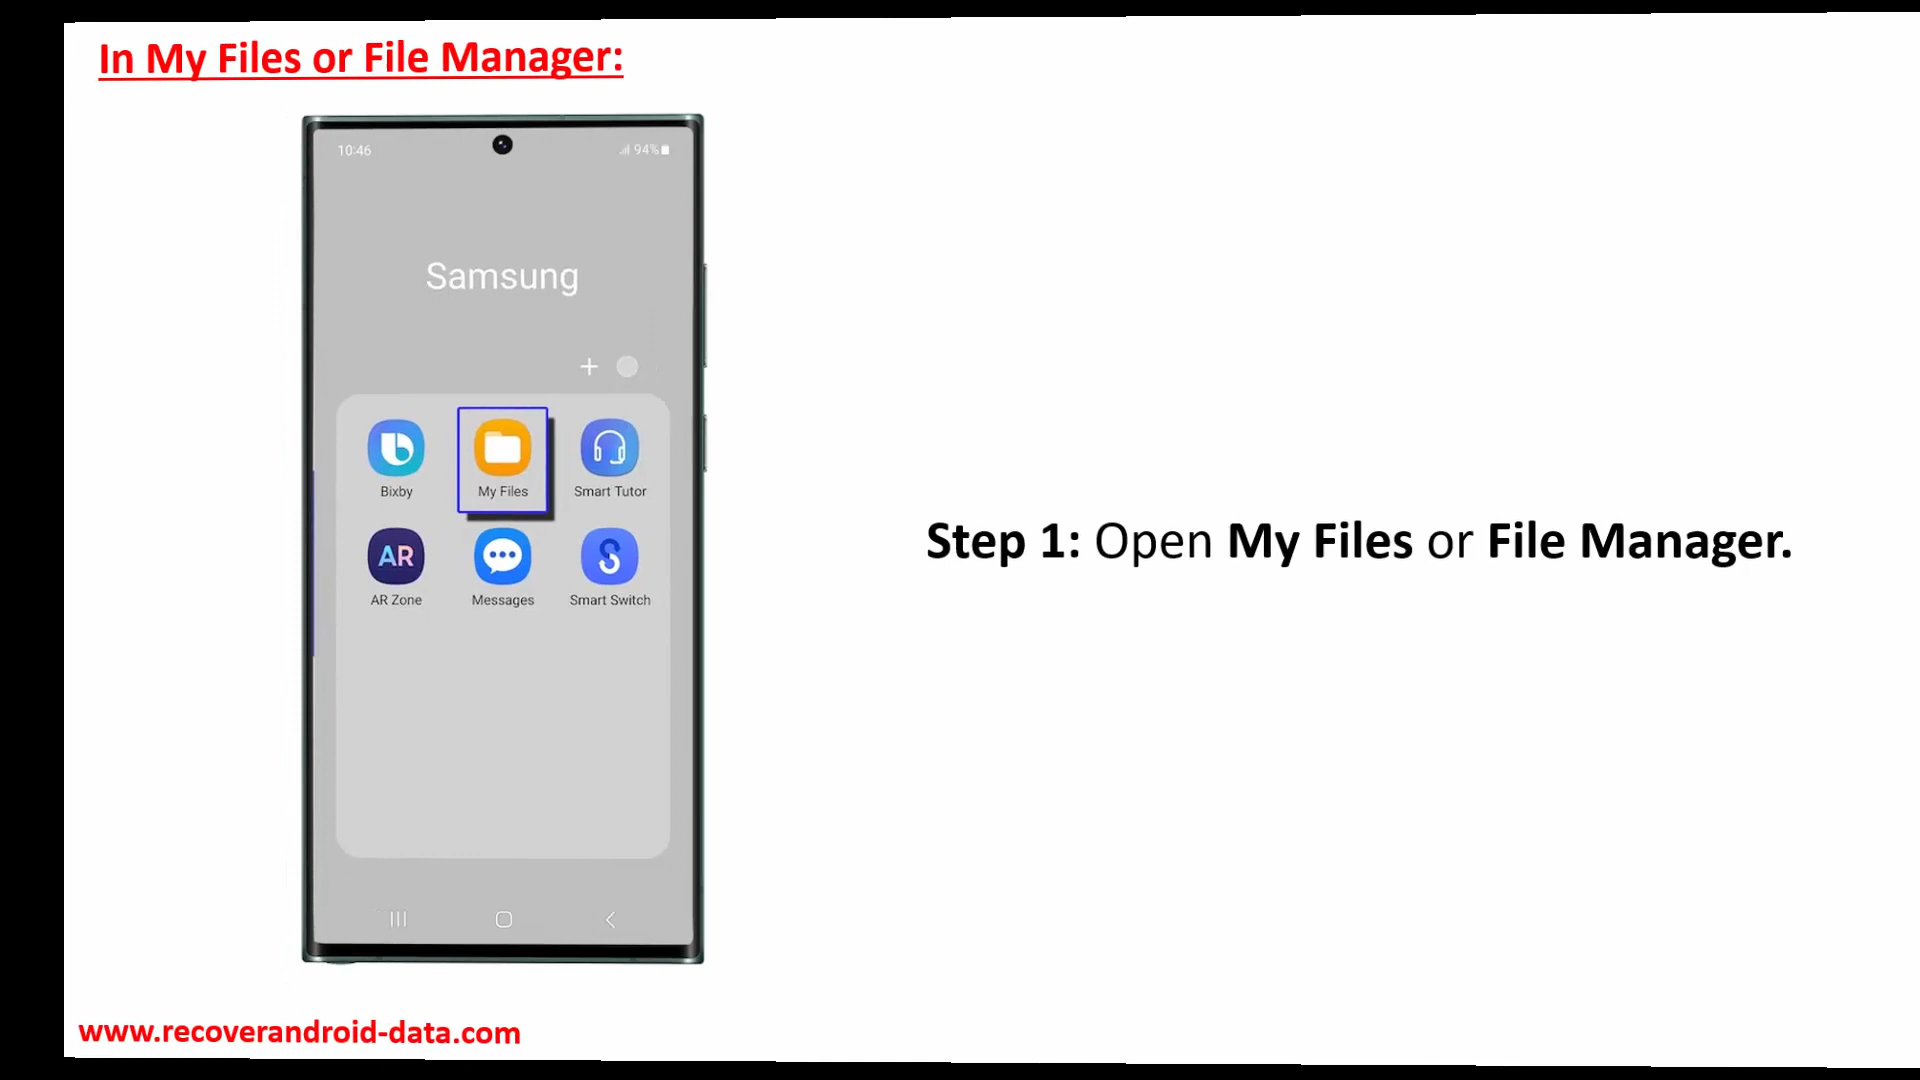 In My Files or File Manager:
10:46
94%
Samsung
+
Bixby
My Files
Smart Tutor
AR
AR Zone
Messages
Smart Switch
Step 1: Open My Files or File Manager.
www.recoverandroid-data.com